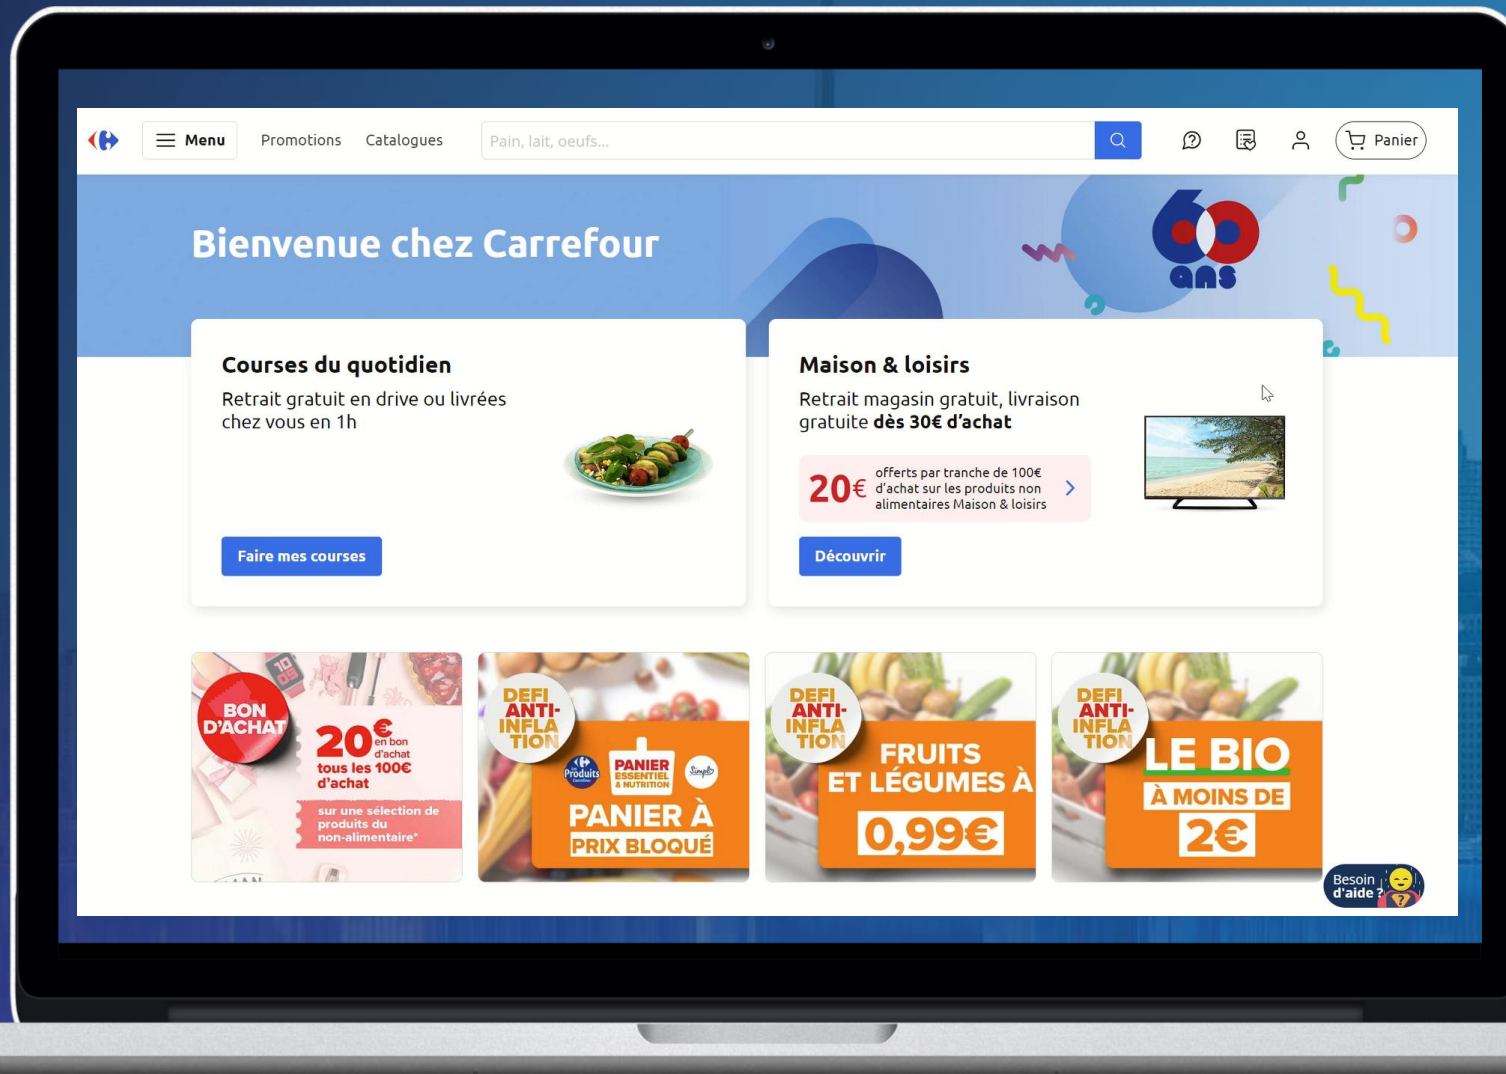 Menu
Promotions
Catalogues
Pain, lait, oeufs...
Panier
Bienvenue chez Carrefour
60
ans
Courses du quotidien
Retrait gratuit en drive ou livrées
chez vous en 1h
Faire mes courses
Maison & loisirs
Retrait magasin gratuit, livraison
gratuite dès 30€ d'achat
20€
offerts par tranche de 100€
d'achat sur les produits non
alimentaires Maison & loisirs
Découvrir
BON
D'ACHAT
20€
en bon
d'achat
tous les 100€
d'achat
sur une sélection de
produits du
non-alimentaire*
DEFI
ANTI-
INFLA
TION
Produits
PANIER
ESSENTIEL
& NUTRITION
Simpl
PANIER À
PRIX BLOQUÉ
DEFI
ANTI-
INFLA
TION
FRUITS
ET LÉGUMES À
0,99€
DEFI
ANTI-
INFLA
TION
LE BIO
À MOINS DE
2€
Besoin
d'aide ?